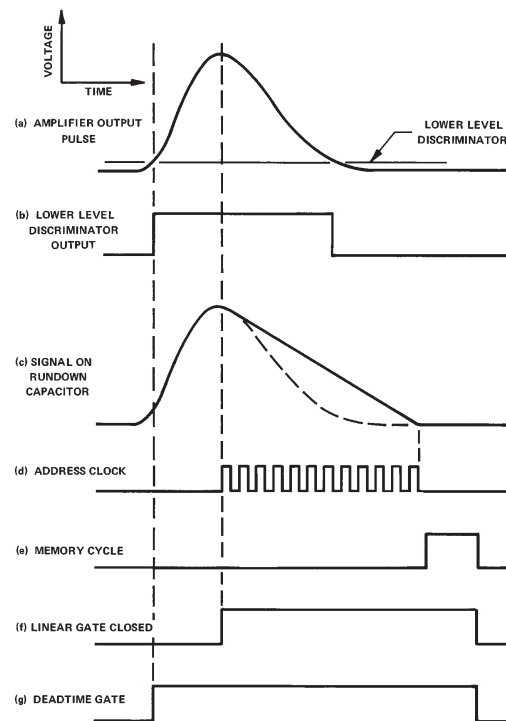 VOLTAGE
TIME
(a) AMPLIFIER OUTPUT
PULSE
LOWER LEVEL
DISCRIMINATOR
(b) LOWER LEVEL
DISCRIMINATOR
OUTPUT
(c) SIGNAL ON
RUNDOWN
CAPACITOR
(d) ADDRESS CLOCK
(e) MEMORY CYCLE
(f) LINEAR GATE CLOSED
(g) DEADTIME GATE